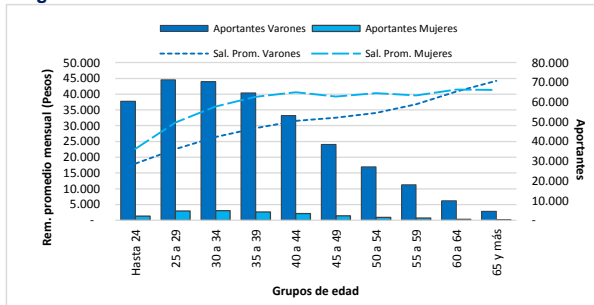 Aportantes Varones
Aportantes Mujeres
Sal. Prom. Varones
Sal. Prom. Mujeres
Rem. promedio mensual (Pesos)
50.000
45.000
40.000
35.000
30.000
25.000
20.000
15.000
10.000
5.000
-
80.000
70.000
60.000
50.000
40.000
30.000
20.000
10.000
-
Aportantes
Hasta 24
25 a 29
30 a 34
35 a 39
40 a 44
45 a 49
50 a 54
55 a 59
60 a 64
65 y más
Grupos de edad